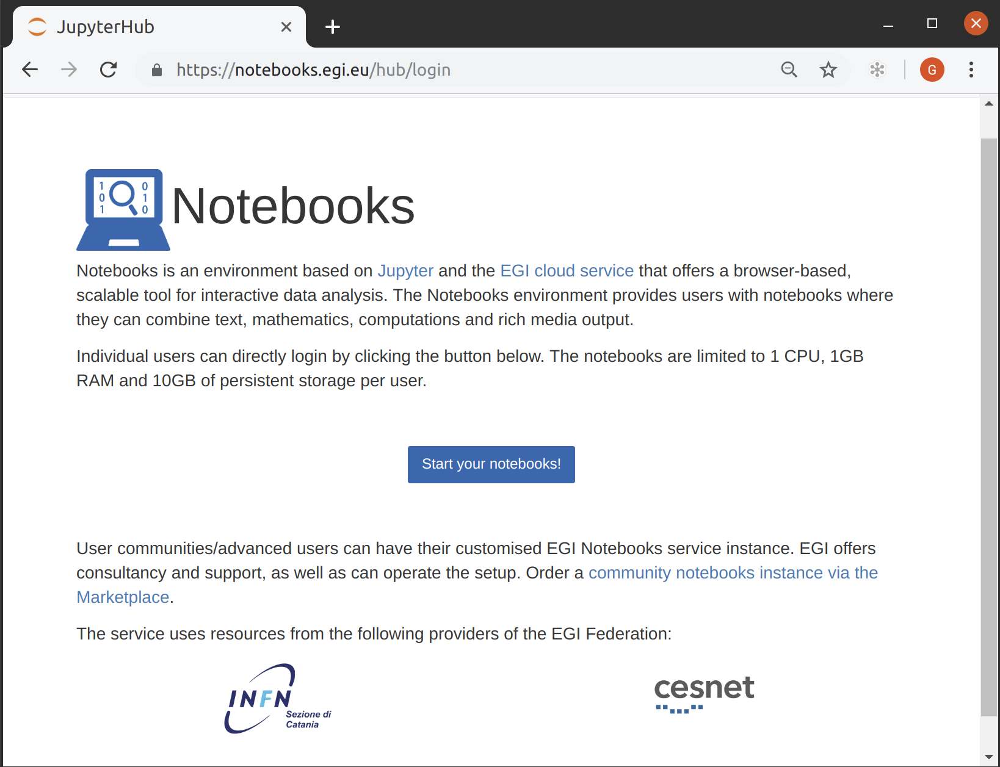 JupyterHub
https://notebooks.egi.eu/hub/login
G
1 0
0 1
1 0
Notebooks
Notebooks is an environment based on Jupyter and the EGI cloud service that offers a browser-based,
scalable tool for interactive data analysis. The Notebooks environment provides users with notebooks where
they can combine text, mathematics, computations and rich media output.
Individual users can directly login by clicking the button below. The notebooks are limited to 1 CPU, 1GB
RAM and 10GB of persistent storage per user.
Start your notebooks!
User communities/advanced users can have their customised EGI Notebooks service instance. EGI offers
consultancy and support, as well as can operate the setup. Order a community notebooks instance via the
Marketplace.
The service uses resources from the following providers of the EGI Federation:
INFN
Sezione di
Catania
cesnet